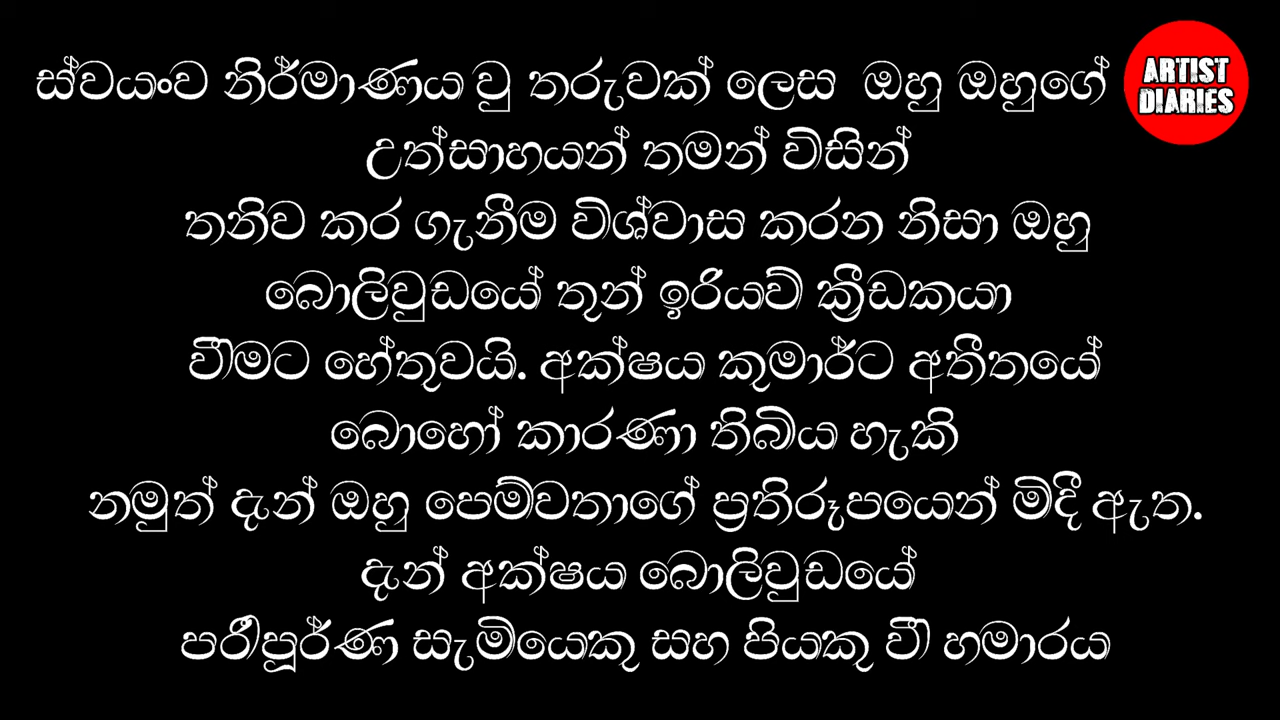 ස්වයංව නිර්මාණය වු තරුවක් ලෙස ඔහු ඔහුගේ
ARTIST
DIARIES
උත්සාහයන් තමන් විසින්
තනිව කර ගැනීම විශ්වාස කරන නිසා ඔහු
බොලිවුඩයේ තුන් ඉරියව් ක්‍රීඩකයා
වීමට හේතුවයි. අක්ෂය කුමාර්ට අතීතයේ
බොහෝ කාරණා තිබිය හැකි
නමුත් දැන් ඔහු පෙම්වතාගේ ප්‍රතිරූපයෙන් මිදී ඇත.
දැන් අක්ෂය බොලිවුඩයේ
පරිපූර්ණ සැමියෙකු සහ පියකු වී හමාරය